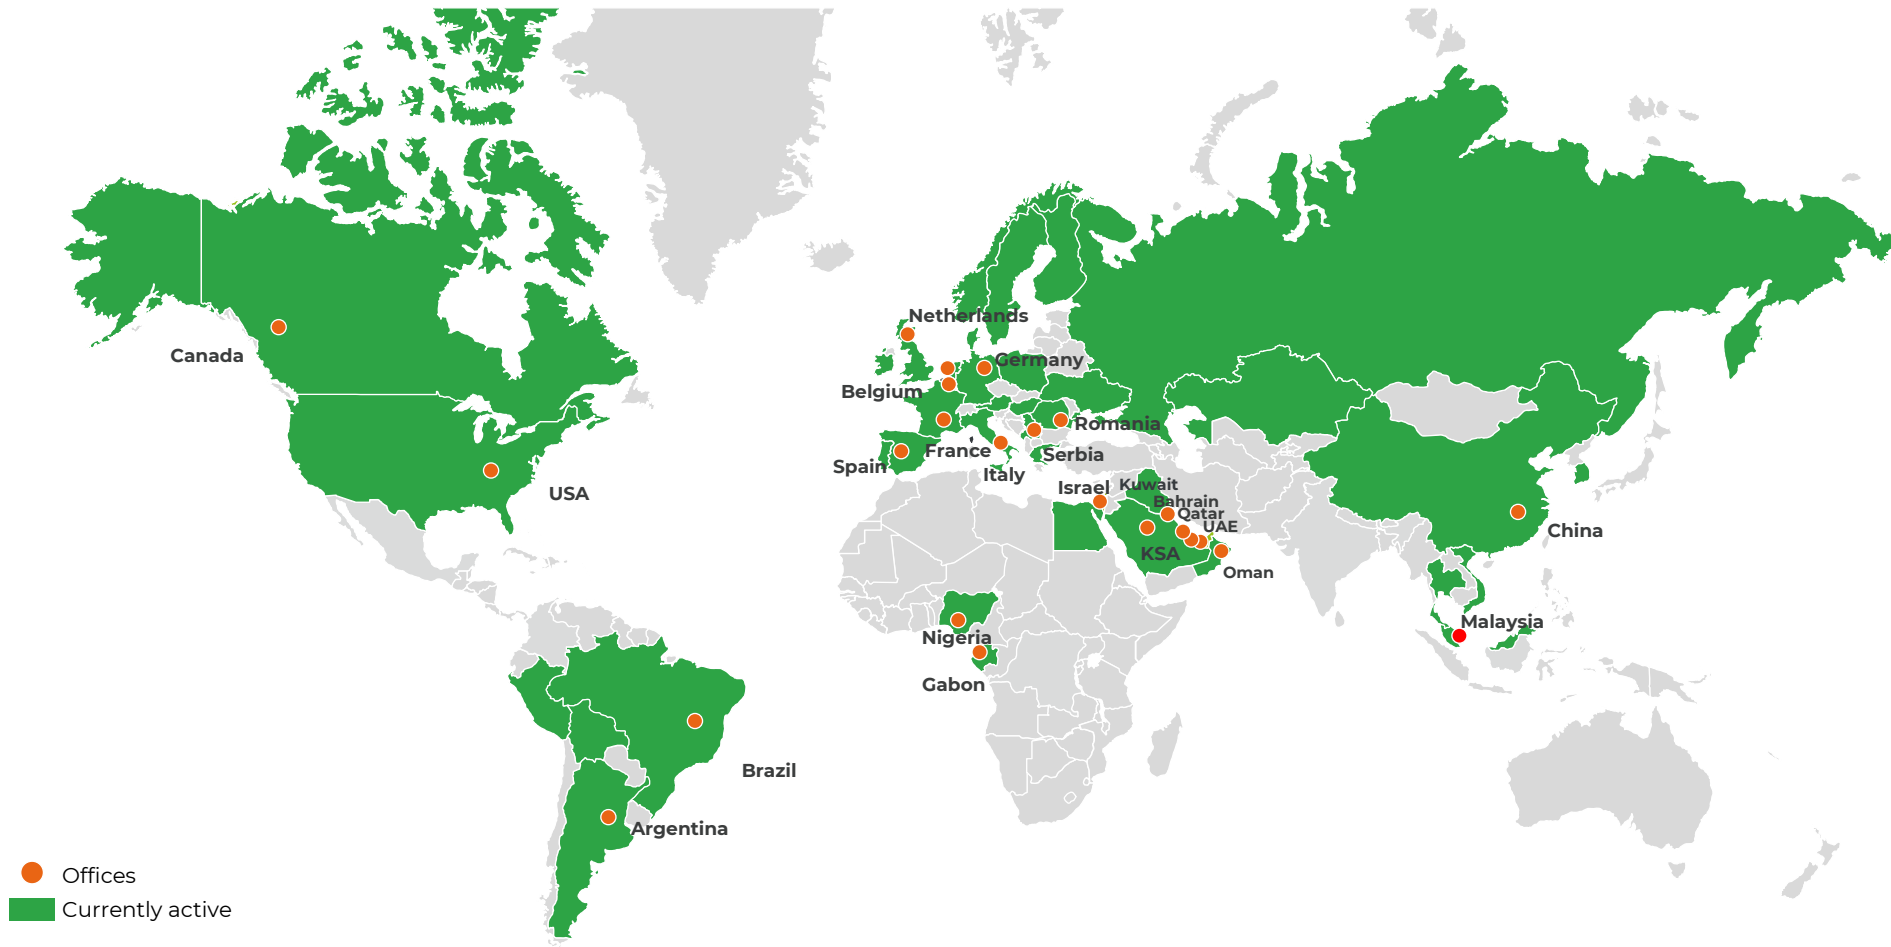 Netherlands
Canada
Germany
Belgium
Romania
France
Serbia
Spain
Italy
USA
Israel
Kuwait
Bahrain
Qatar
UAE
China
KSA
Oman
Malaysia
Nigeria
Gabon
Brazil
Argentina
Offices
Currently active